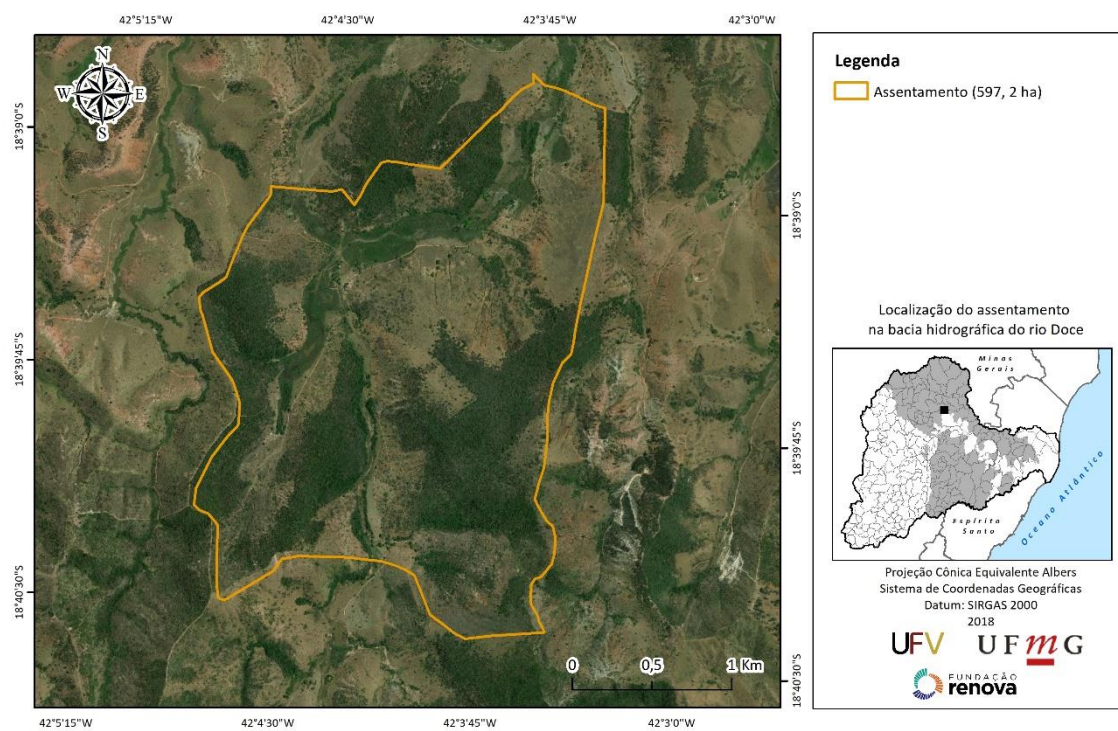 42°5'15"W 42°4'30"W 42°3'45"W 42°3'0"W
N
W E
S
18°39'0"S
18°39'45"S
18°40'30"S
18°39'0"S
18°39'45"S
18°40'30"S
0 0,5 1 Km
42°5'15"W 42°4'30"W 42°3'45"W 42°3'0"W
Legenda
Assentamento (597, 2 ha)
Localização do assentamento
na bacia hidrográfica do rio Doce
Minas
Gerais
Espírito
Santo
Oceano Atlântico
Projeção Cônica Equivalente Albers
Sistema de Coordenadas Geográficas
Datum: SIRGAS 2000
2018
UFV UFmG
FUNDAÇÃO
renova